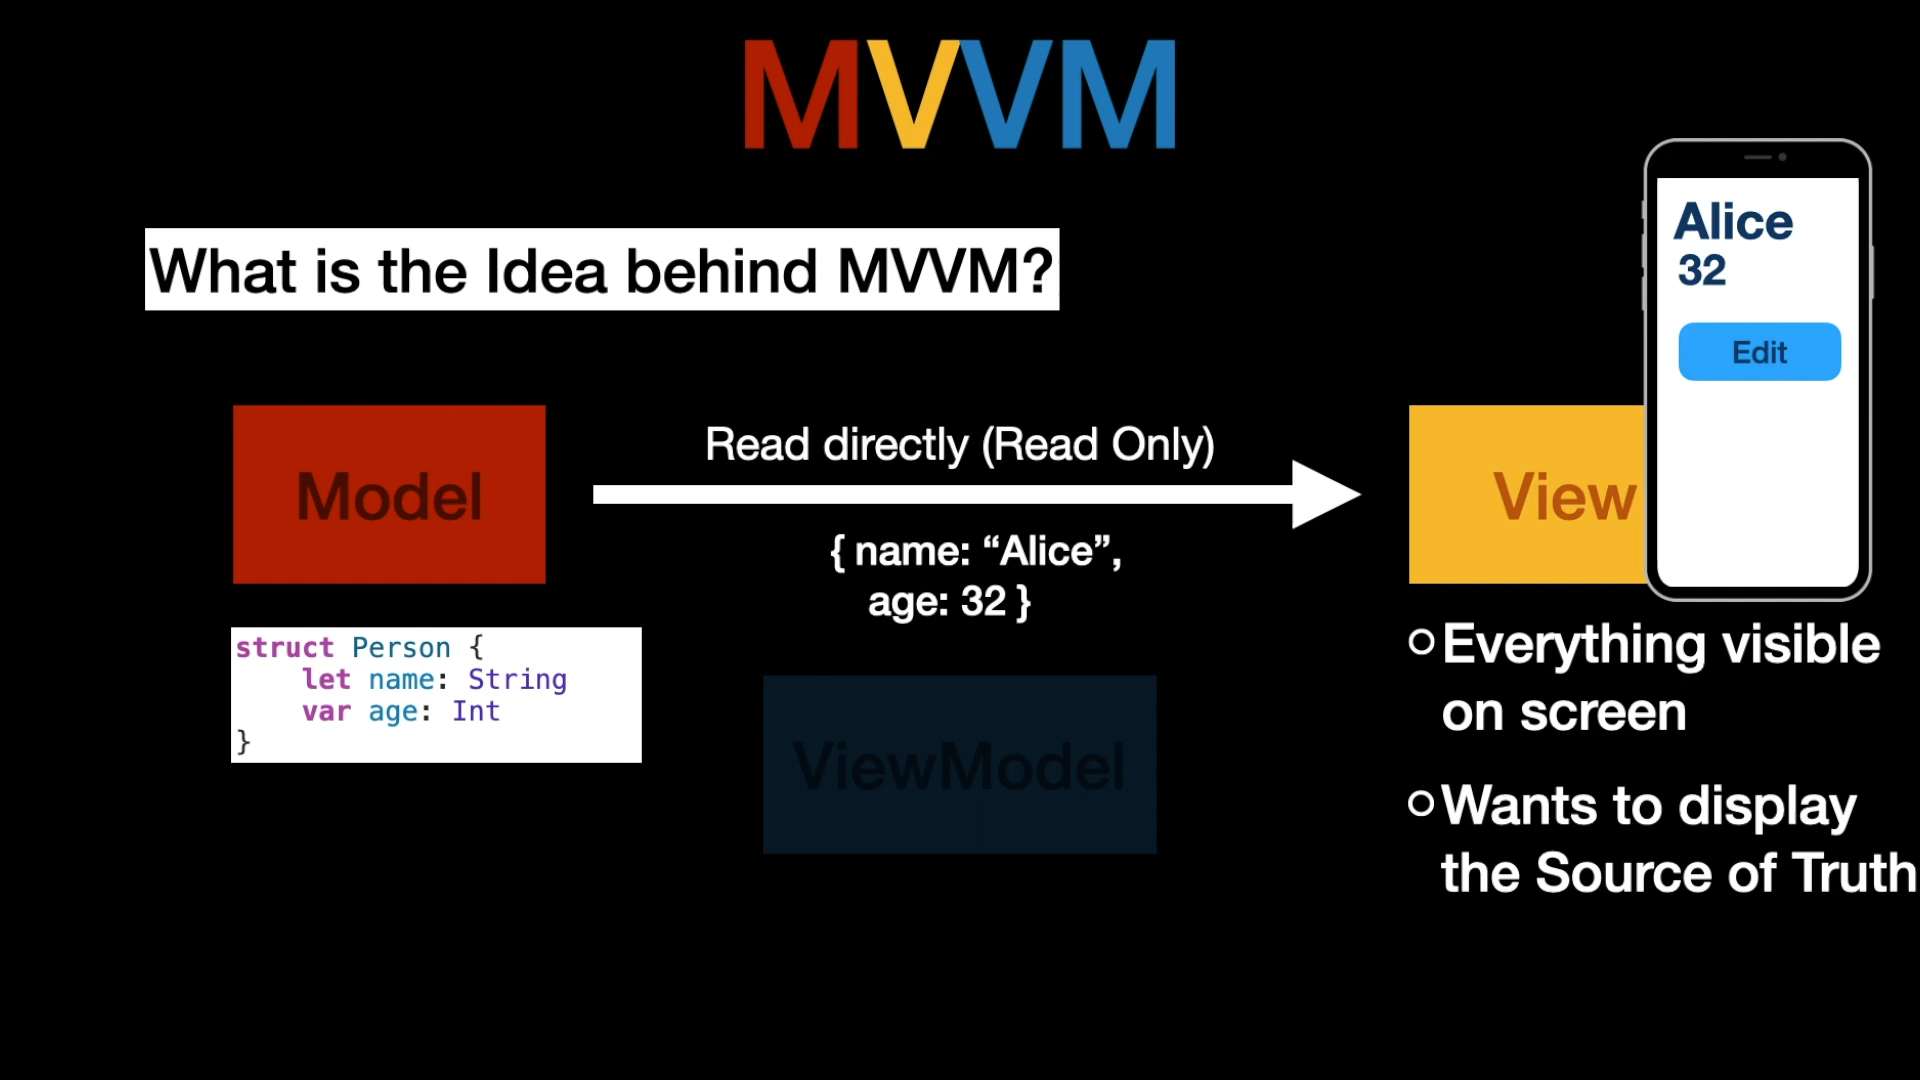 MVVM
What is the Idea behind MVVM?
Alice
32
Edit
Model
Read directly (Read Only)
View
{ name: “Alice”,
age: 32 }
struct Person {
let name: String
var age: Int
}
ViewModel
Everything visible
on screen
Wants to display
the Source of Truth